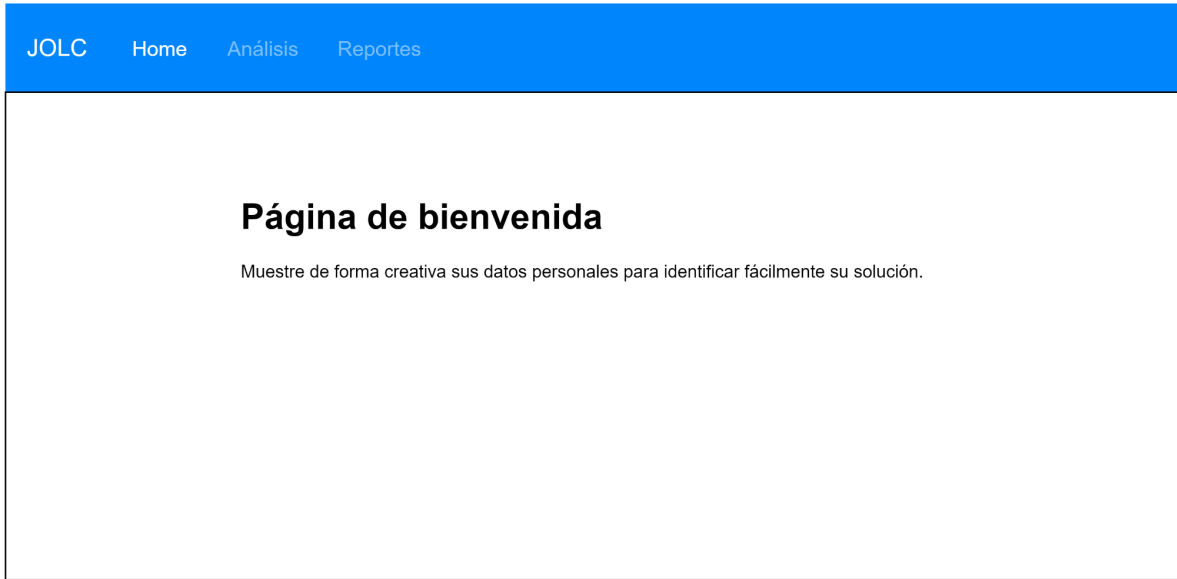 JOLC Home Análisis Reportes
Página de bienvenida
Muestre de forma creativa sus datos personales para identificar fácilmente su solución.